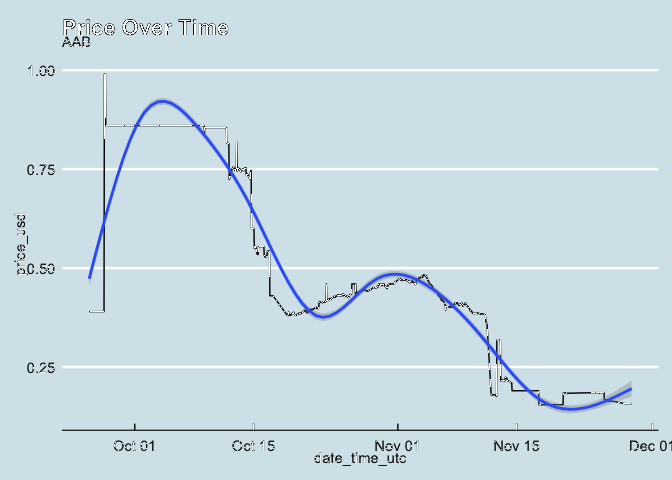 Price Over Time
AAB
1.00
0.75
0.50
0.25
price_usd
Oct 01
Oct 15
Nov 01
Nov 15
Dec 01
date_time_utc